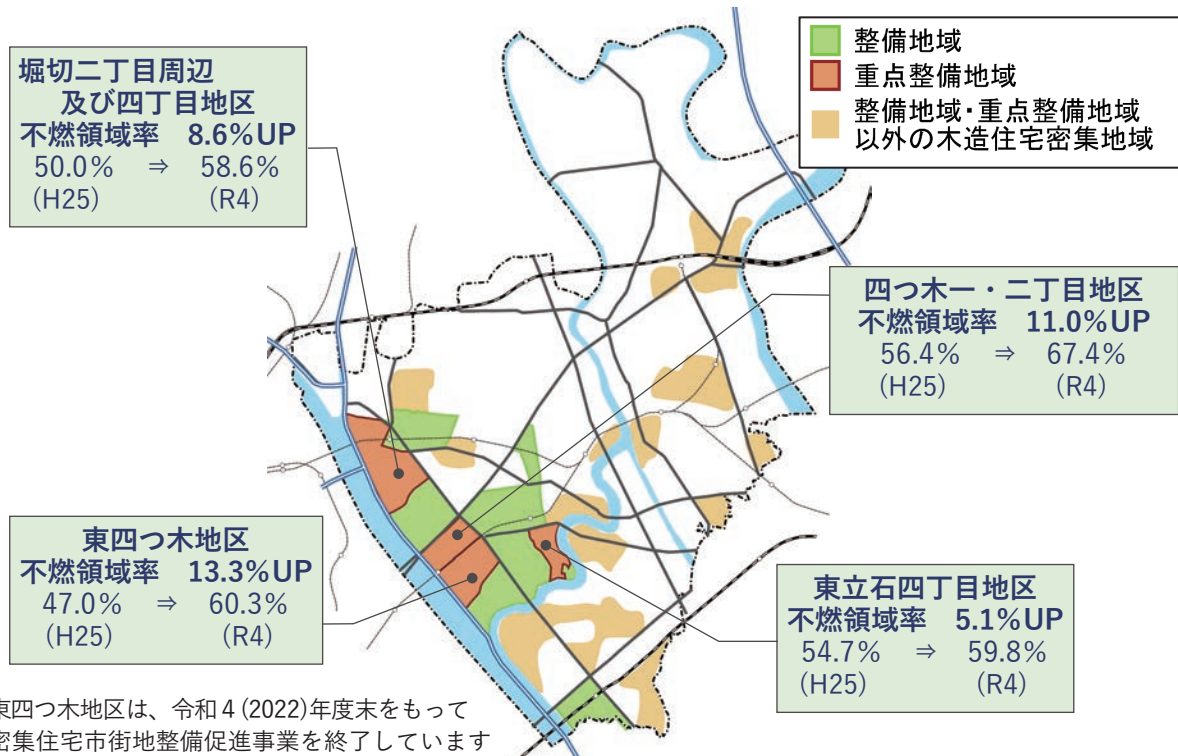 堀切二丁目周辺
及び四丁目地区
不燃領域率 8.6%UP
50.0% ⇒ 58.6%
(H25) (R4)
整備地域
重点整備地域
整備地域・重点整備地域
以外の木造住宅密集地域
四つ木一・二丁目地区
不燃領域率 11.0%UP
56.4% ⇒ 67.4%
(H25) (R4)
東四つ木地区
不燃領域率 13.3%UP
47.0% ⇒ 60.3%
(H25) (R4)
東立石四丁目地区
不燃領域率 5.1%UP
54.7% ⇒ 59.8%
(H25) (R4)
東四つ木地区は、令和4(2022)年度末をもって
密集住宅市街地整備促進事業を終了しています